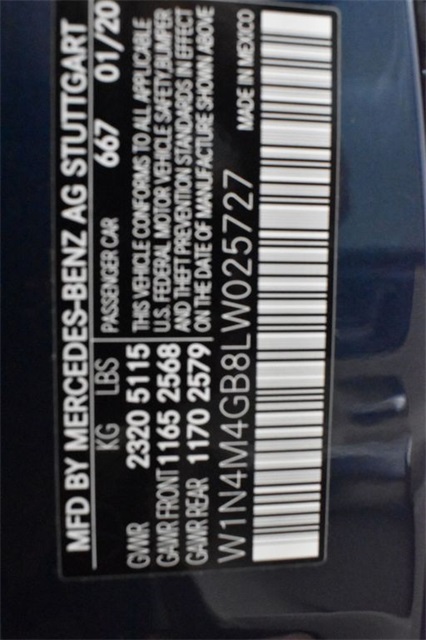 MFD BY MERCEDES-BENZ AG STUTTGART
KG LBS PASSENGER CAR 667 01/20
GVWR 2320 5115 THIS VEHICLE CONFORMS TO ALL APPLICABLE
GAWR FRONT 1165 2568 U.S. FEDERAL MOTOR VEHICLE SAFETY, BUMPER
GAWR REAR 1170 2579 AND THEFT PREVENTION STANDARDS IN EFFECT
ON THE DATE OF MANUFACTURE SHOWN ABOVE
W1N4M4GB8LW025727 MADE IN MEXICO